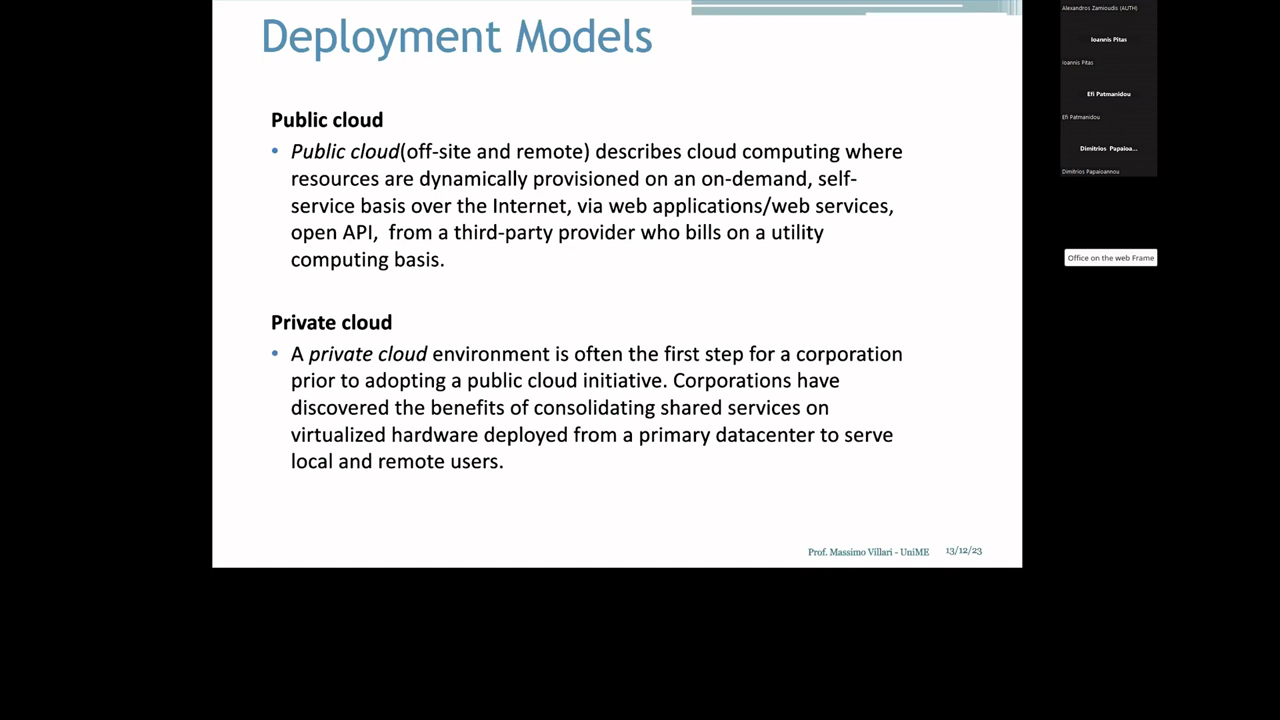 Deployment Models
Public cloud
• Public cloud(off-site and remote) describes cloud computing where
resources are dynamically provisioned on an on-demand, self-
service basis over the Internet, via web applications/web services,
open API,  from a third-party provider who bills on a utility
computing basis.
Private cloud
• A private cloud environment is often the first step for a corporation
prior to adopting a public cloud initiative. Corporations have
discovered the benefits of consolidating shared services on
virtualized hardware deployed from a primary datacenter to serve
local and remote users.
Prof. Massimo Villari - UniME 13/12/23
Alexandros Zamioudis (AUTH)
Ioannis Pitas
Ioannis Pitas
Efi Patmanidou
Efi Patmanidou
Dimitrios Papaioa...
Dimitrios Papaioannou
Office on the web Frame